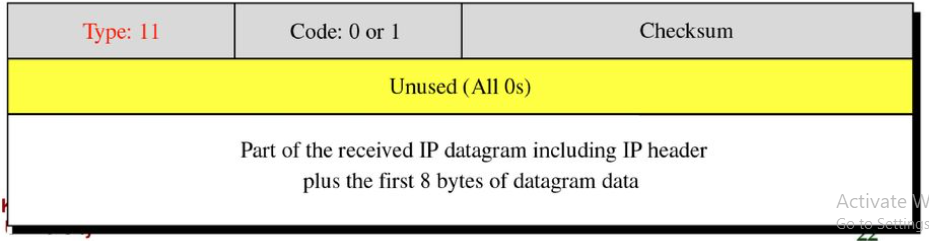 Type: 11
Code: 0 or 1
Checksum
Unused (All 0s)
Part of the received IP datagram including IP header
plus the first 8 bytes of datagram data
Activate W
Go to Settings
22